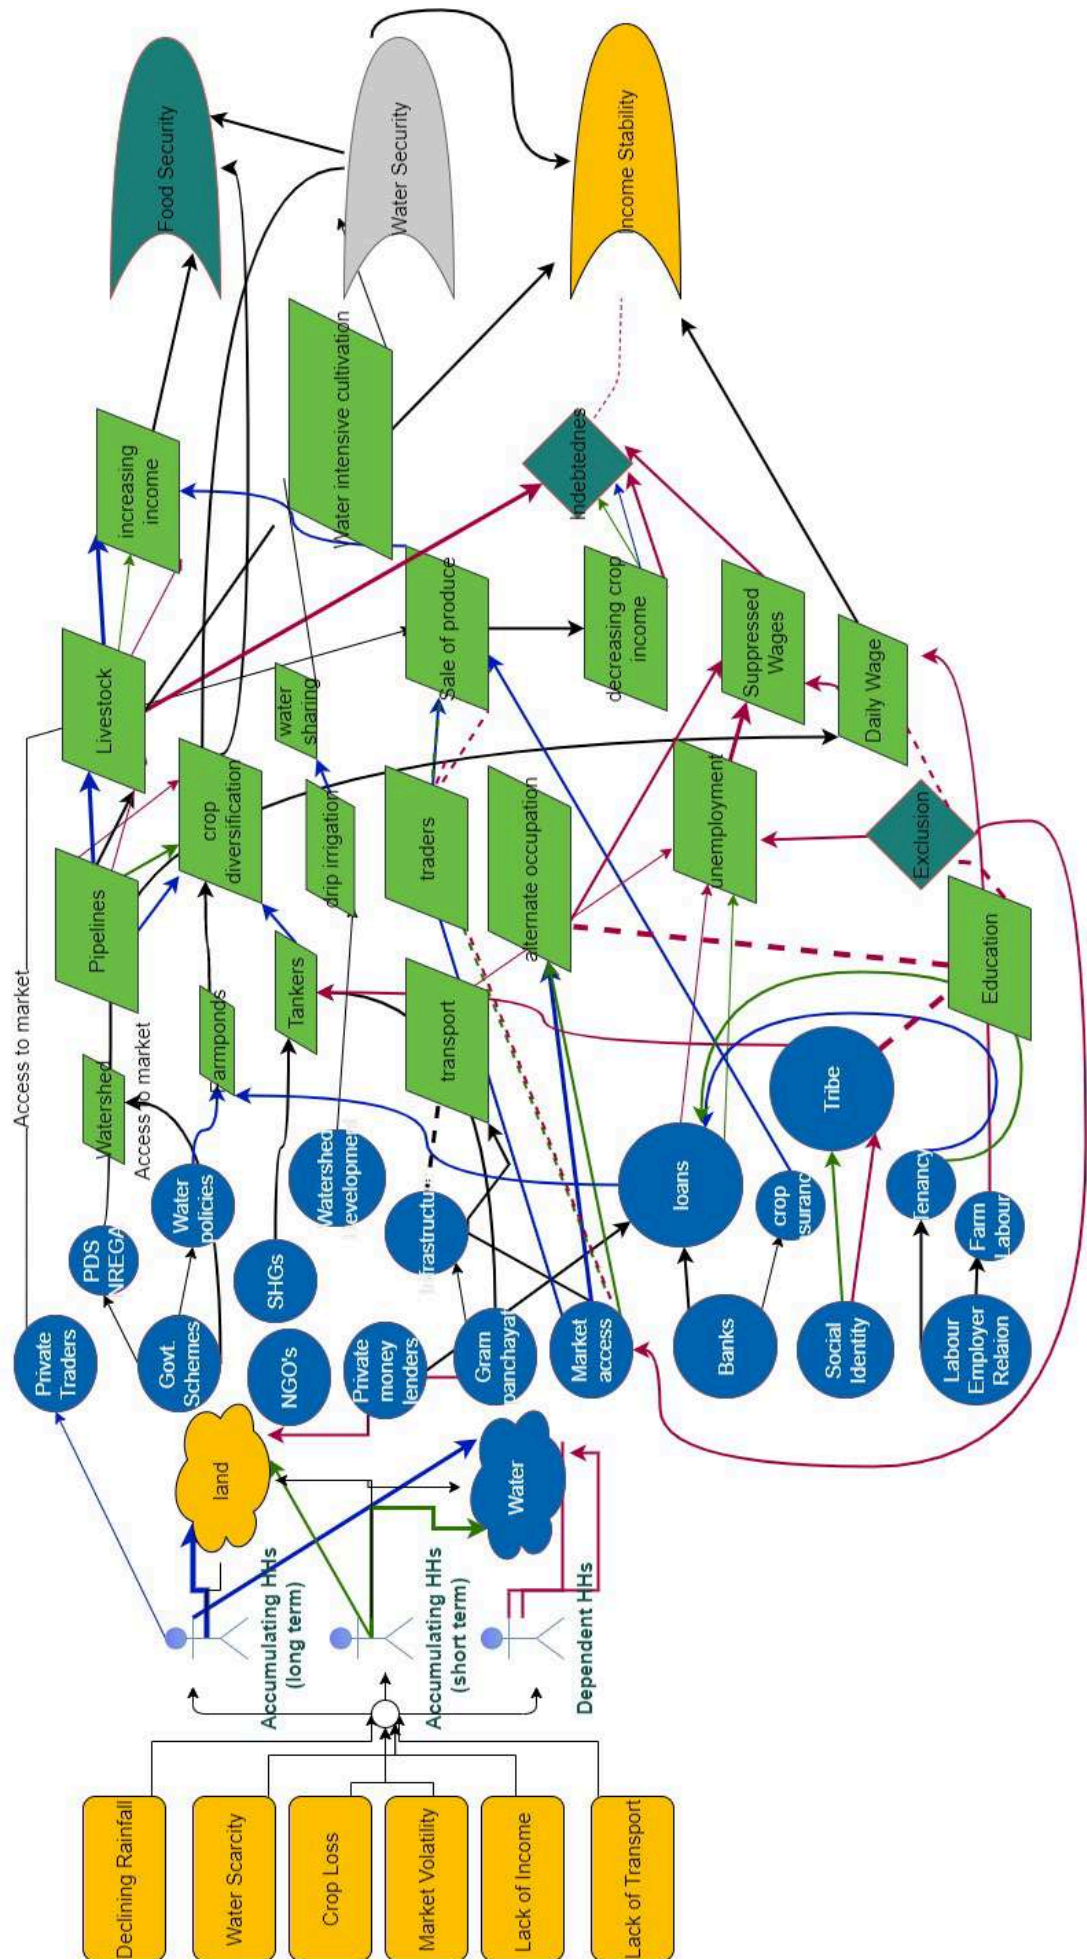 Declining Rainfall
Water Scarcity
Crop Loss
Market Volatility
Lack of Income
Lack of Transport
Accumulating HHs
(long term)
Accumulating HHs
(short term)
Dependent HHs
land
Water
Private
Traders
Govt.
Schemes
NGO's
Private
money
lenders
Gram
panchayat
Market
access
Banks
Social
Identity
Labour
Employer
Relaion
PDS
NREGA
Water
policies
SHGs
Watershed
Development
Infrastructure
loans
crop
suranc
Tribe
Tenancy
Farm
Labour
Access to market
Access to market
Watershed
armponds
Tankers
transport
Education
Pipelines
crop
diversification
drip irrigation
traders
alternate occupation
unemployment
Exclusion
Livestock
water
sharing
Sale of produce
decreasing crop
income
Suppressed
Wages
Daily Wage
increasing
income
Water intensive cultivation
Indebtednes
Food Security
Water Security
Income Stability